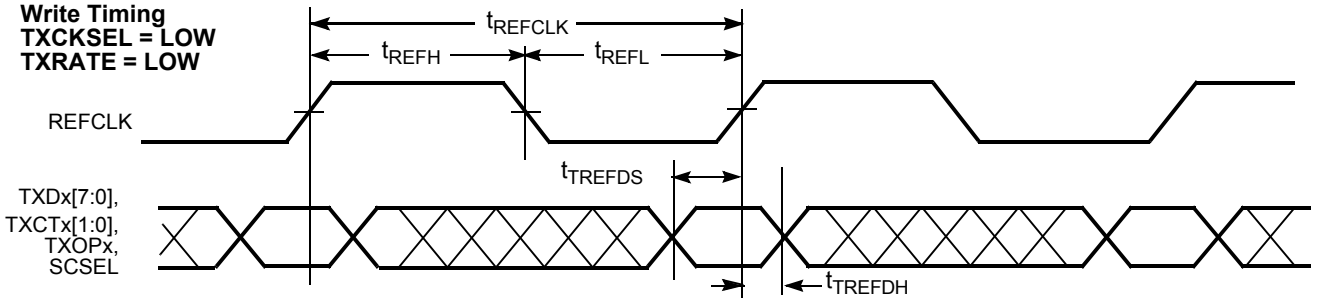 Write Timing
TXCKSEL = LOW
TXRATE = LOW
tREFCLK
tREFH
tREFL
REFCLK
tTREFDS
TXDx[7:0],
TXCTx[1:0],
TXOPx,
SCSEL
tTREFDH